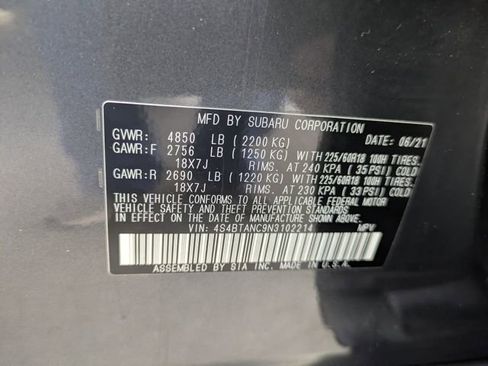 MFD BY SUBARU CORPORATION
GVWR: 4850 LB ( 2200 KG) DATE: 06/21
GAWR:F 2756 LB ( 1250 KG) WITH 225/60R18 100H TIRES.
18X7J RIMS. AT 240 KPA ( 35 PSI) COLD
GAWR:R 2690 LB ( 1220 KG) WITH 225/60R18 100H TIRES.
18X7J RIMS. AT 230 KPA ( 33 PSI) COLD
THIS VEHICLE CONFORMS TO ALL APPLICABLE FEDERAL MOTOR
VEHICLE SAFETY AND BUMPER STANDARDS
IN EFFECT ON THE DATE OF MANUFACTURE SHOWN ABOVE.
VIN: 4S4BTANC9N3102214 MPV
ASSEMBLED BY SIA INC. IN U.S.A.